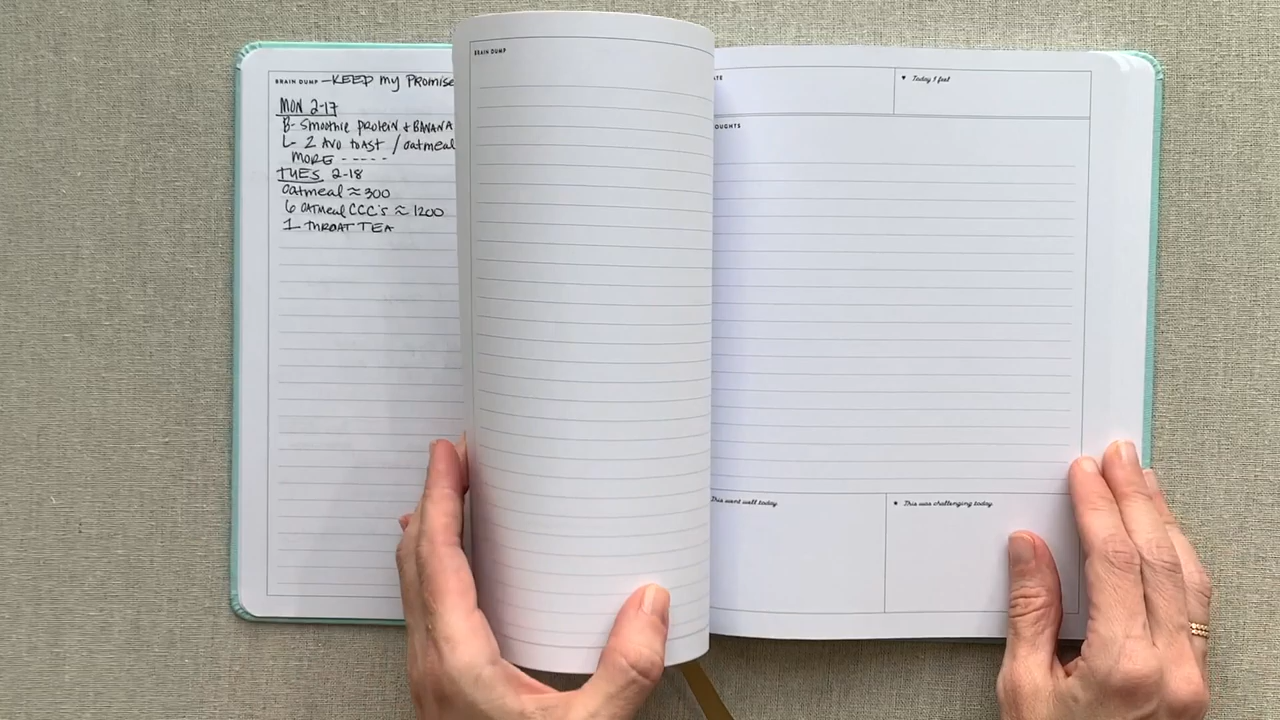 BRAIN DUMP -KEEP my PROMISE
MON 2-17
B- Smoothie PROTEIN + BANANA
L- 2 AVO TOAST / oatmeal
MORE -----
TUES 2-18
oatmeal ≈ 300
6 OATMEAL CCC'S ≈ 1200
1 THROAT TEA
BRAIN DUMP
ATE
♥ Today I feel
OUGHTS
This went well today
★ This was challenging today